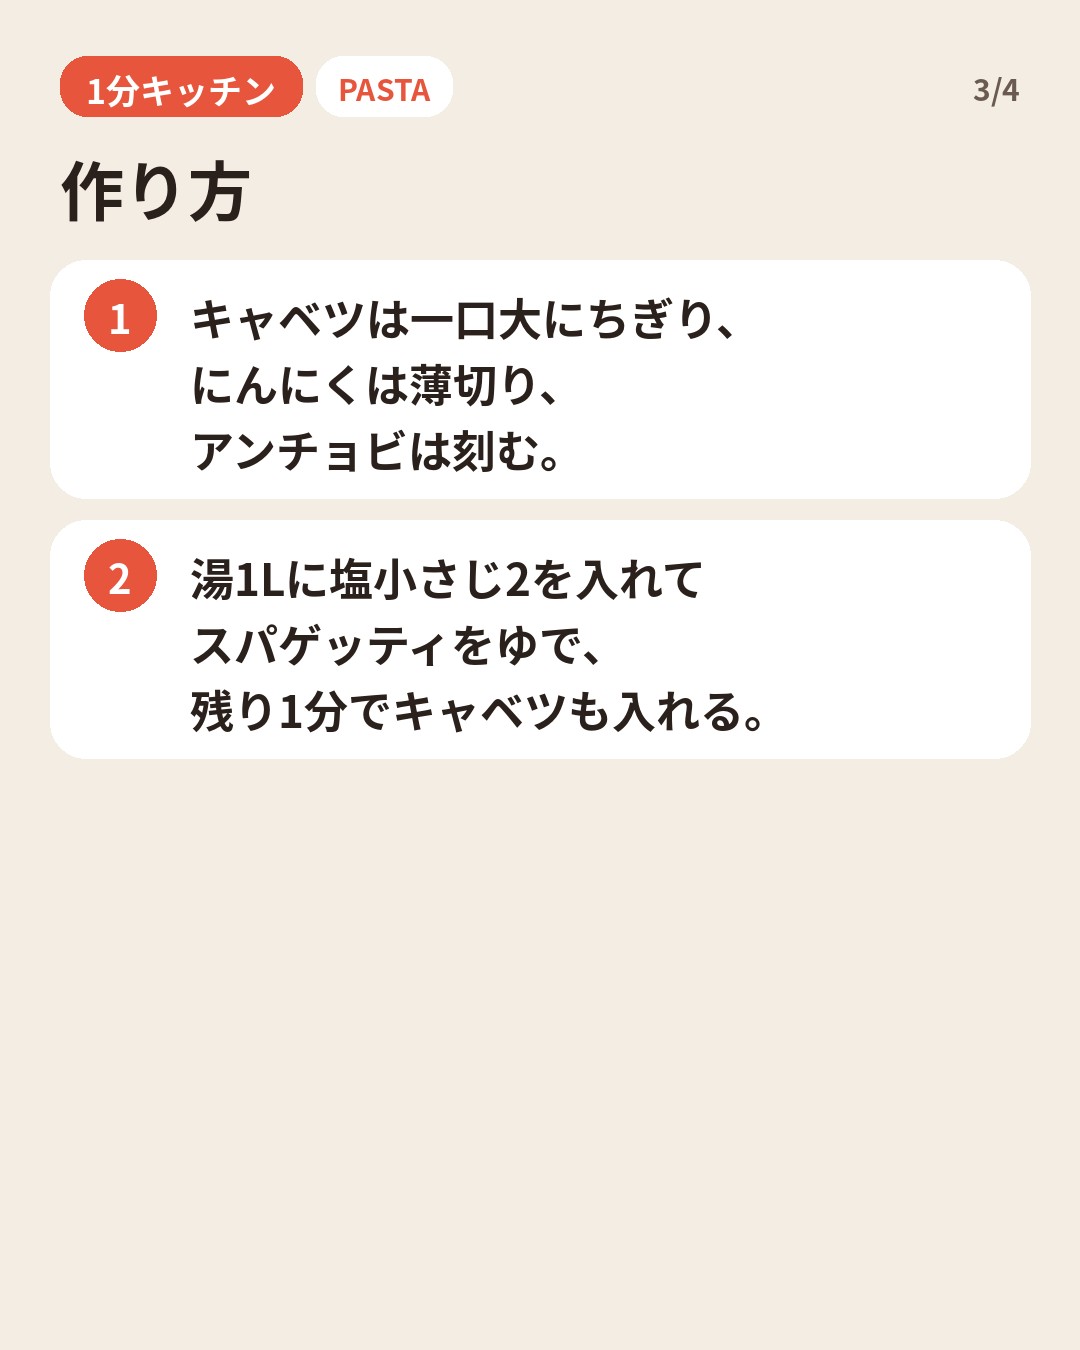 1分キッチン PASTA 3/4
作り方
1 キャベツは一口大にちぎり、
にんにくは薄切り、
アンチョビは刻む。
2 湯1Lに塩小さじ2を入れて
スパゲッティをゆで、
残り1分でキャベツも入れる。